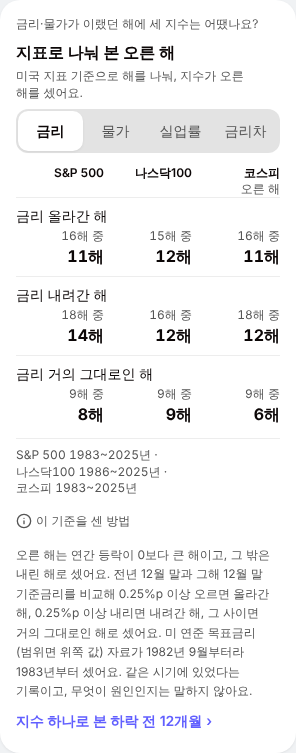 금리·물가가 이랬던 해에 세 지수는 어땠나요?
지표로 나눠 본 오른 해
미국 지표 기준으로 해를 나눠, 지수가 오른
해를 셌어요.
금리 물가 실업률 금리차
S&P 500 나스닥100 코스피
오른 해
금리 올라간 해
16해 중 15해 중 16해 중
11해 12해 11해
금리 내려간 해
18해 중 16해 중 18해 중
14해 12해 12해
금리 거의 그대로인 해
9해 중 9해 중 9해 중
8해 9해 6해
S&P 500 1983~2025년 ·
나스닥100 1986~2025년 ·
코스피 1983~2025년
이 기준을 센 방법
오른 해는 연간 등락이 0보다 큰 해이고, 그 밖은
내린 해로 셌어요. 전년 12월 말과 그해 12월 말
기준금리를 비교해 0.25%p 이상 오르면 올라간
해, 0.25%p 이상 내리면 내려간 해, 그 사이면
거의 그대로인 해로 셌어요. 미 연준 목표금리
(범위면 위쪽 값) 자료가 1982년 9월부터라
1983년부터 셌어요. 같은 시기에 있었다는
기록이고, 무엇이 원인인지는 말하지 않아요.
지수 하나로 본 하락 전 12개월 ›